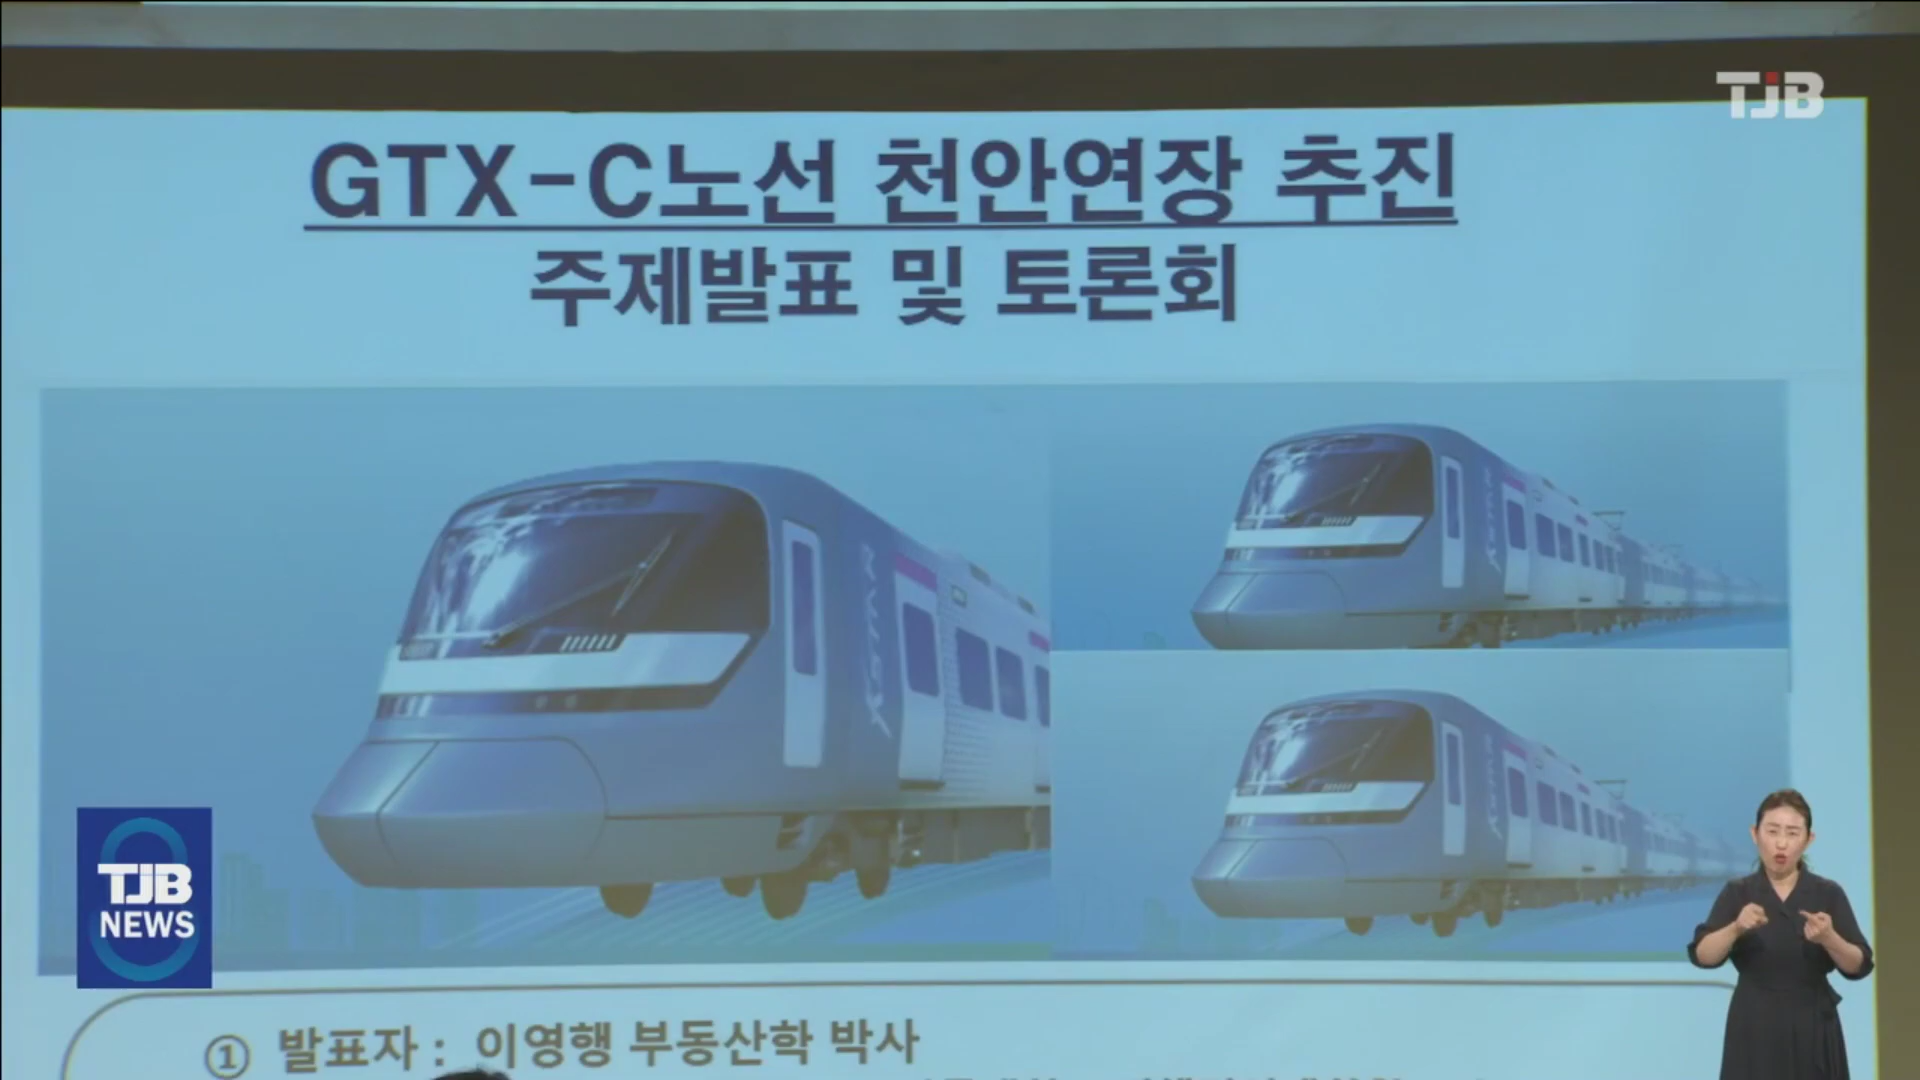 TJB
GTX-C노선 천안연장 추진
주제발표 및 토론회
TJB
NEWS
① 발표자 : 이영행 부동산학 박사